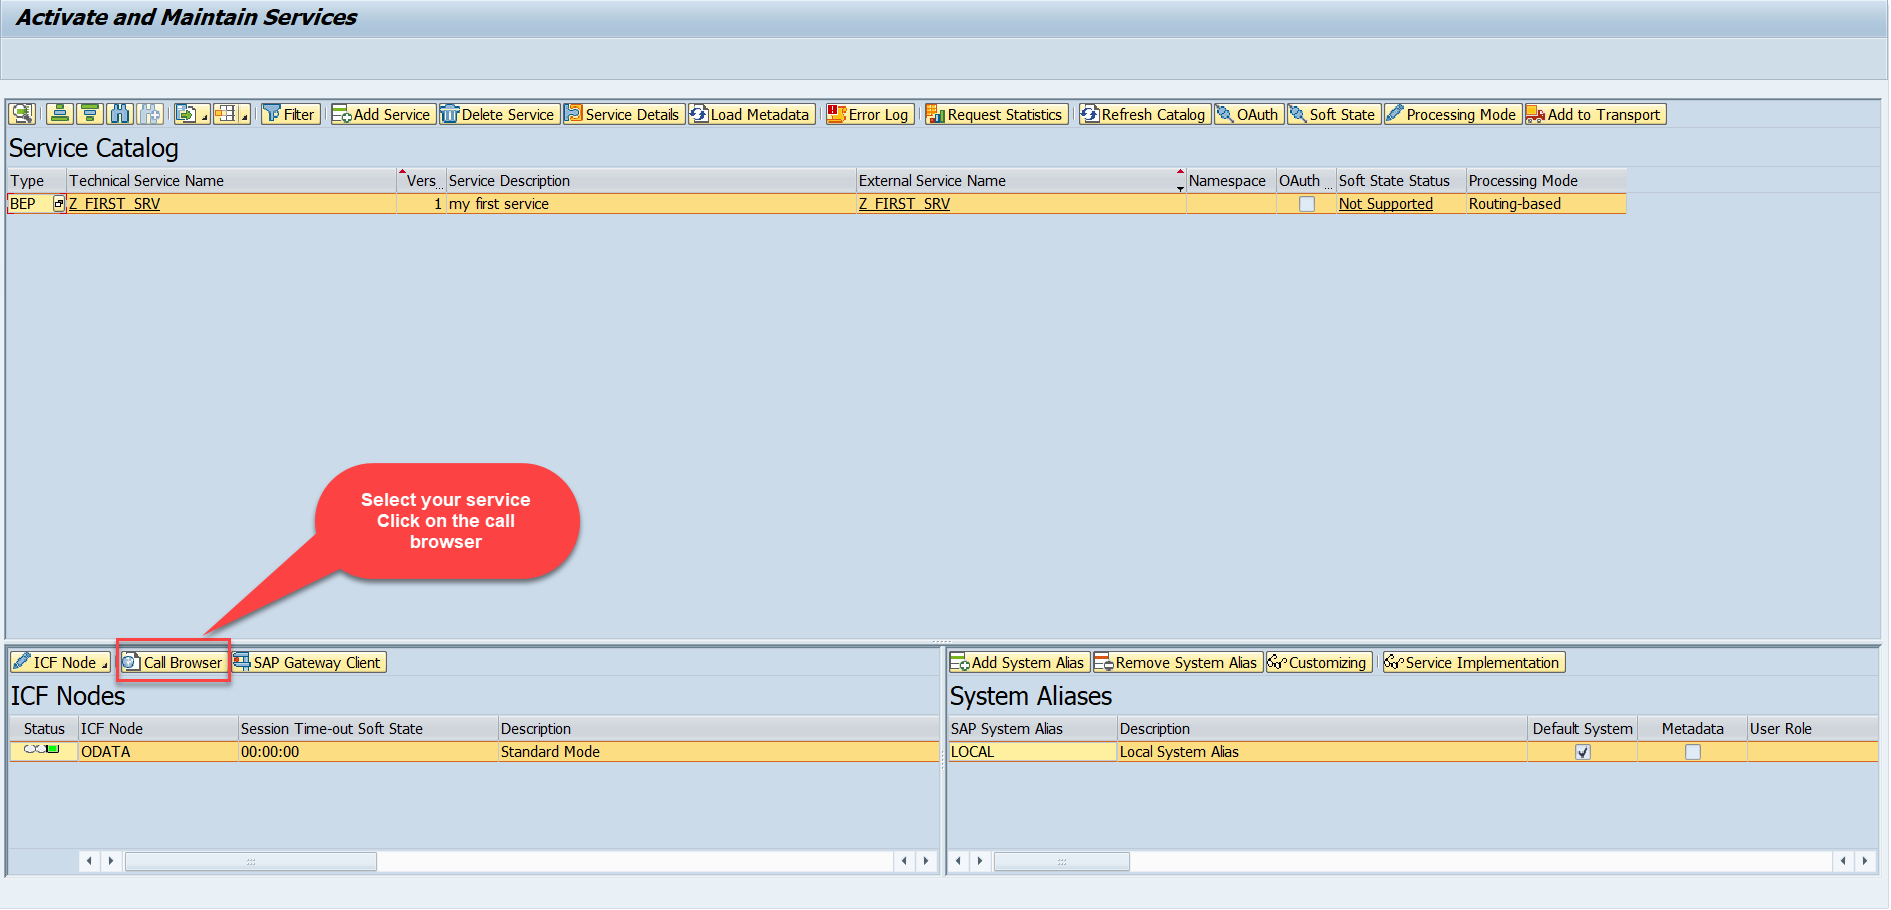 Activate and Maintain Services
Filter Add Service Delete Service Service Details Load Metadata Error Log Request Statistics Refresh Catalog OAuth Soft State Processing Mode Add to Transport
Service Catalog
Type Technical Service Name Vers... Service Description External Service Name Namespace OAuth ... Soft State Status Processing Mode
BEP Z_FIRST_SRV 1 my first service Z_FIRST_SRV Not Supported Routing-based
Select your service
Click on the call
browser
ICF Node Call Browser SAP Gateway Client
ICF Nodes
Status ICF Node Session Time-out Soft State Description
ODATA 00:00:00 Standard Mode
Add System Alias Remove System Alias Customizing Service Implementation
System Aliases
SAP System Alias Description Default System Metadata User Role
LOCAL Local System Alias